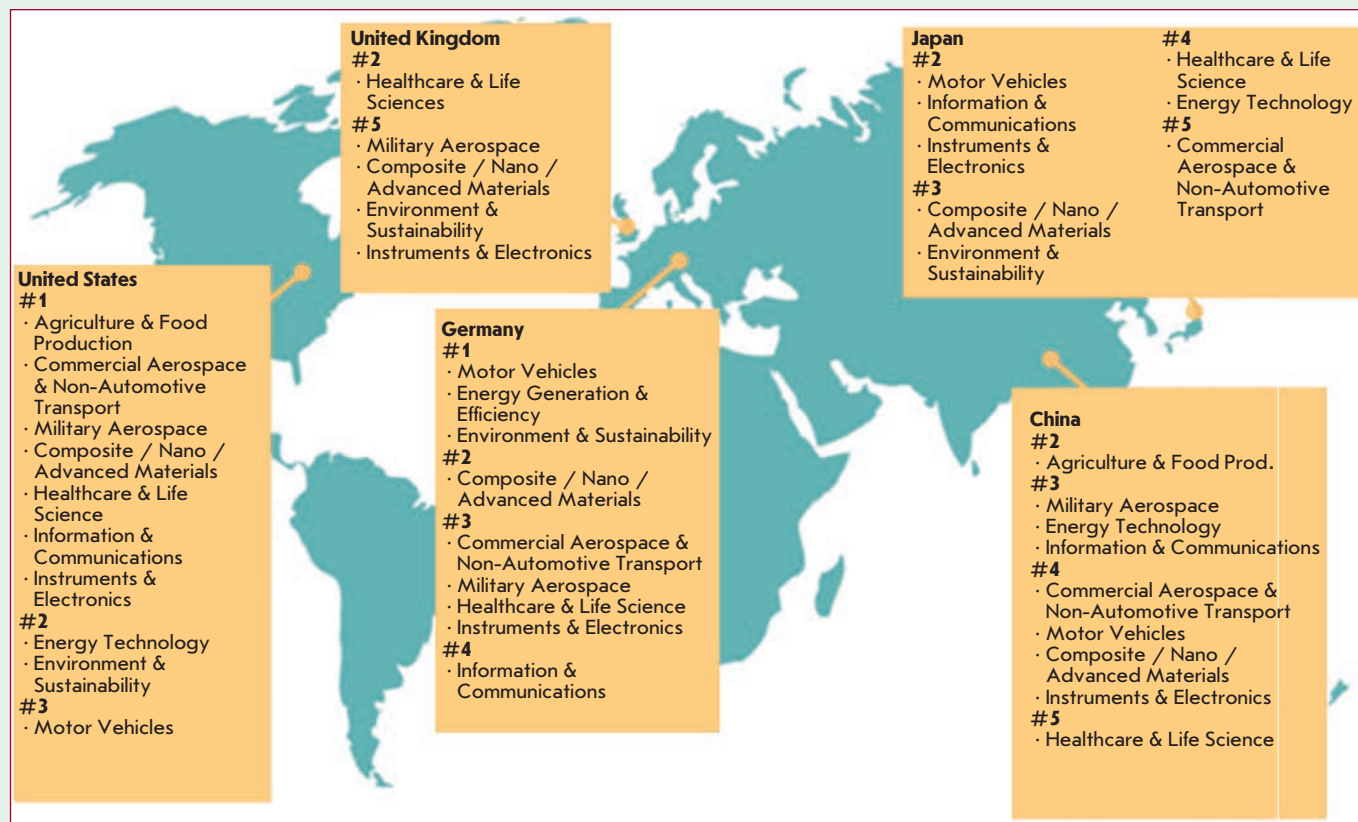 United Kingdom
#2
· Healthcare & Life
Sciences
#5
· Military Aerospace
· Composite / Nano /
Advanced Materials
· Environment &
Sustainability
· Instruments & Electronics
Japan
#2
· Motor Vehicles
· Information &
Communications
· Instruments &
Electronics
#3
· Composite / Nano /
Advanced Materials
· Environment &
Sustainability
#4
· Healthcare & Life
Science
· Energy Technology
#5
· Commercial
Aerospace &
Non-Automotive
Transport
United States
#1
· Agriculture & Food
Production
· Commercial Aerospace
& Non-Automotive
Transport
· Military Aerospace
· Composite / Nano /
Advanced Materials
· Healthcare & Life
Science
· Information &
Communications
· Instruments &
Electronics
#2
· Energy Technology
· Environment &
Sustainability
#3
· Motor Vehicles
Germany
#1
· Motor Vehicles
· Energy Generation &
Efficiency
· Environment & Sustainability
#2
· Composite / Nano /
Advanced Materials
#3
· Commercial Aerospace &
Non-Automotive Transport
· Military Aerospace
· Healthcare & Life Science
· Instruments & Electronics
#4
· Information &
Communications
China
#2
· Agriculture & Food Prod.
#3
· Military Aerospace
· Energy Technology
· Information & Communications
#4
· Commercial Aerospace &
Non-Automotive Transport
· Motor Vehicles
· Composite / Nano /
Advanced Materials
· Instruments & Electronics
#5
· Healthcare & Life Science